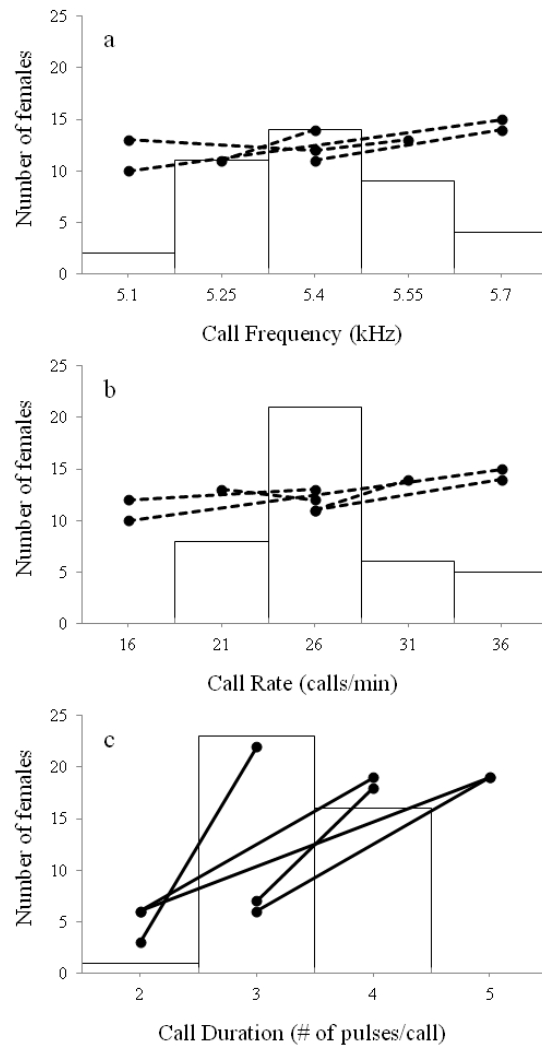 a
Number of females
25
20
15
10
5
0
5.1 5.25 5.4 5.55 5.7
Call Frequency (kHz)
b
Number of females
25
20
15
10
5
0
16 21 26 31 36
Call Rate (calls/min)
c
Number of females
25
20
15
10
5
0
2 3 4 5
Call Duration (# of pulses/call)